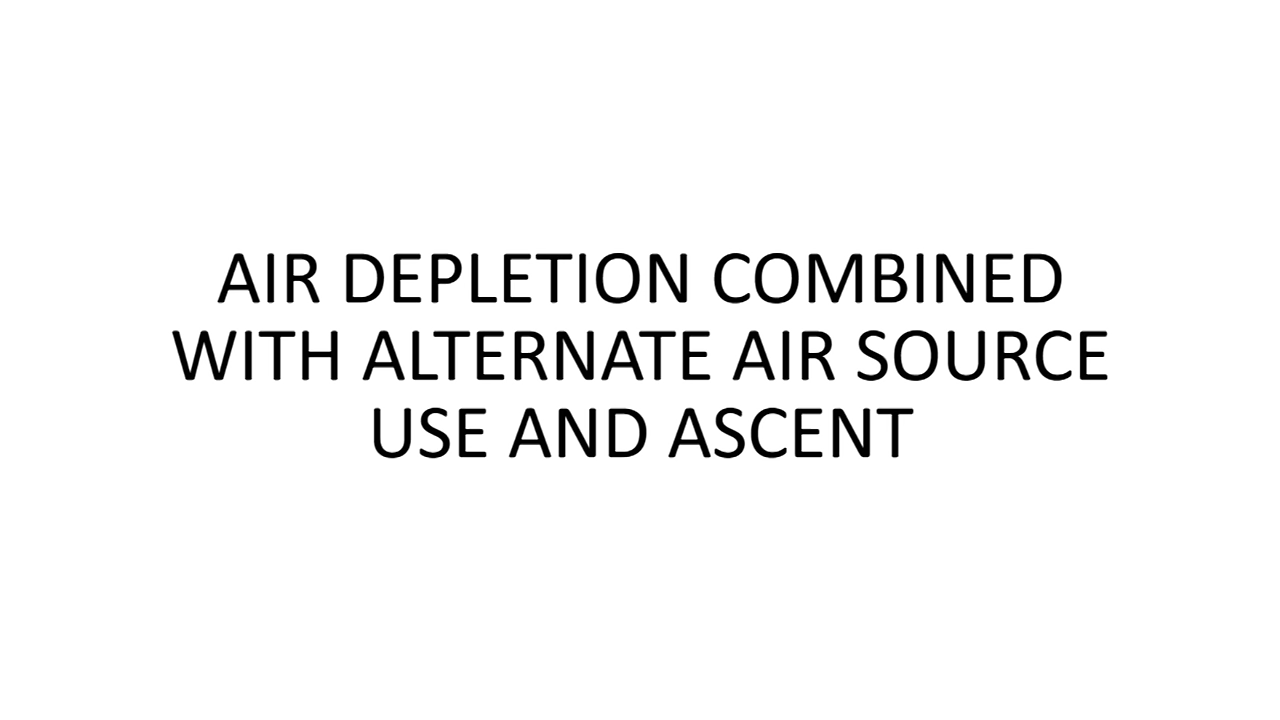 AIR DEPLETION COMBINED
WITH ALTERNATE AIR SOURCE
USE AND ASCENT